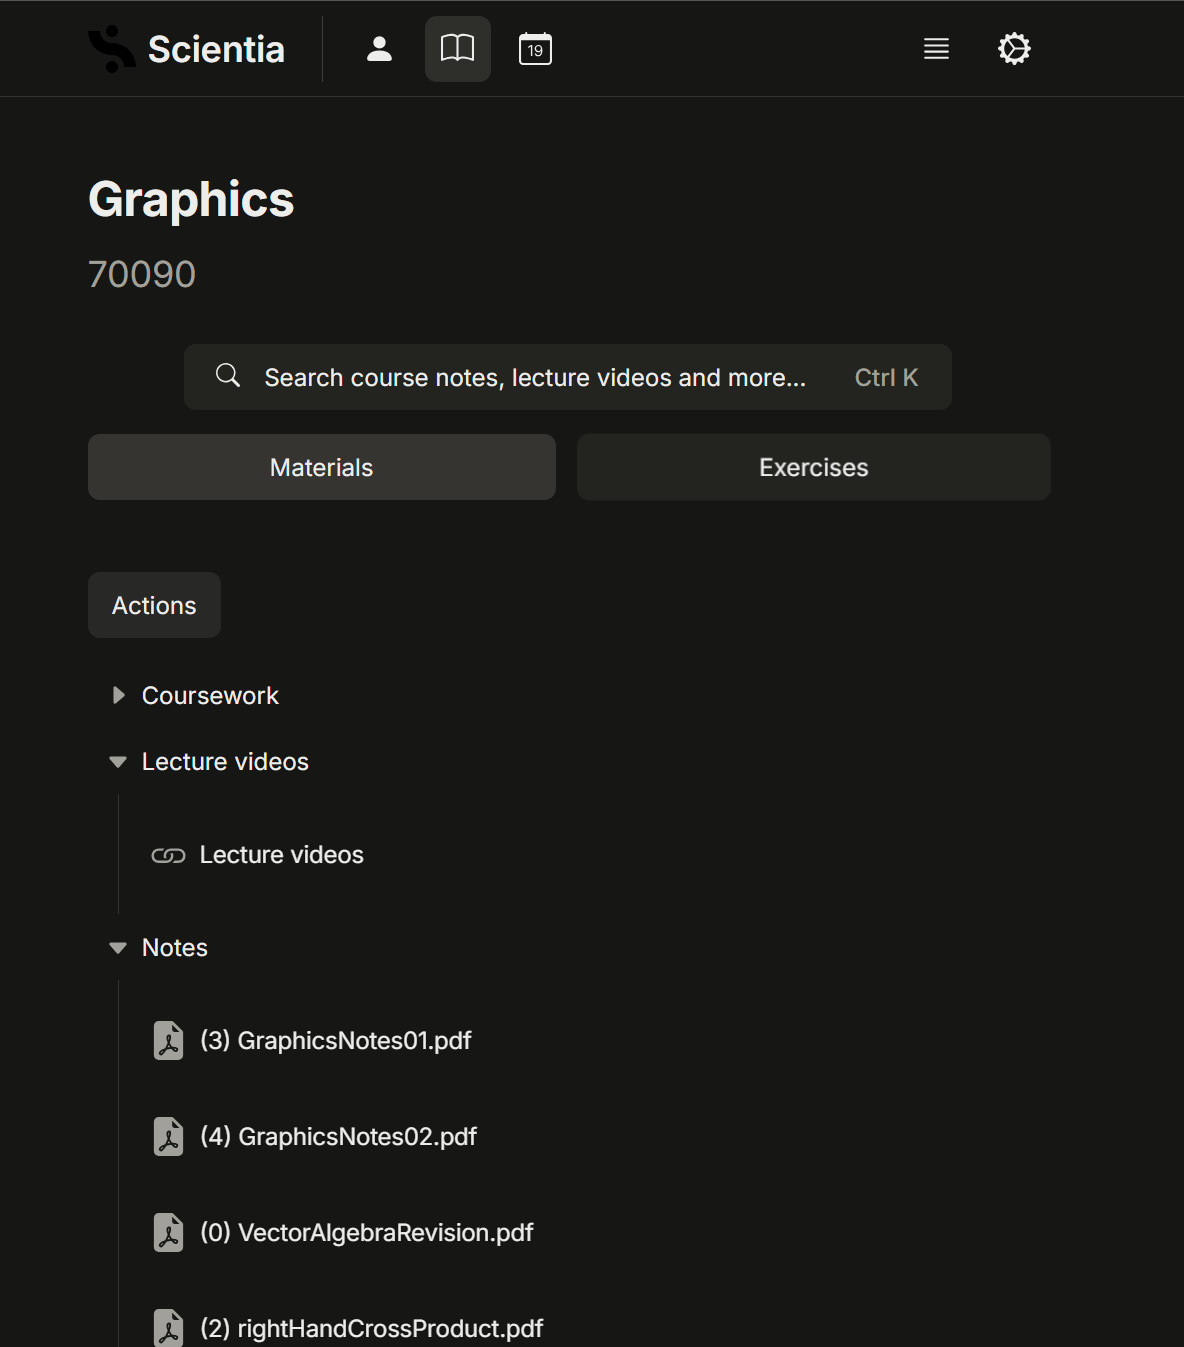 Scientia
19
Graphics
70090
Search course notes, lecture videos and more... Ctrl K
Materials Exercises
Actions
Coursework
Lecture videos
Lecture videos
Notes
(3) GraphicsNotes01.pdf
(4) GraphicsNotes02.pdf
(0) VectorAlgebraRevision.pdf
(2) rightHandCrossProduct.pdf